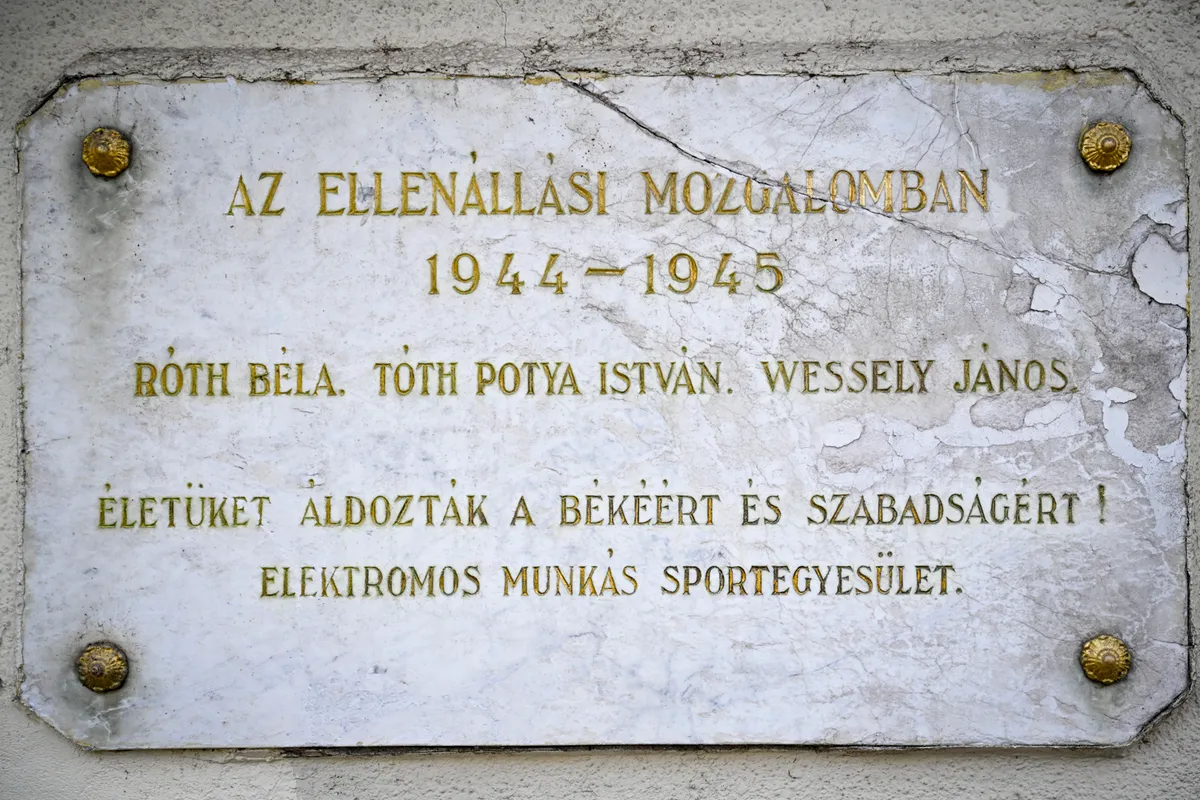 AZ ELLENÁLLÁSI MOZGALOMBAN
1944-1945
RÓTH BÉLA. TÓTH POTYA ISTVÁN. WESSELY JÁNOS.
ÉLETÜKET ÁLDOZTÁK A BÉKÉÉRT ÉS SZABADSÁGÉRT!
ELEKTROMOS MUNKÁS SPORTEGYESÜLET.